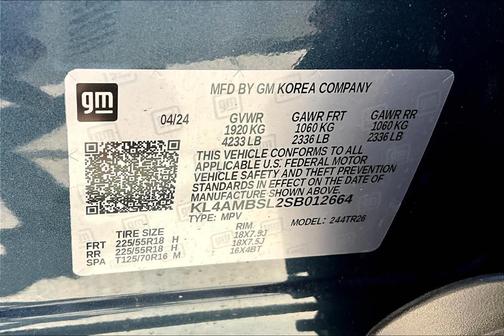 gm
MFD BY GM KOREA COMPANY
04/24 GVWR GAWR FRT GAWR RR
1920 KG 1060 KG 1060 KG
4233 LB 2336 LB 2336 LB
THIS VEHICLE CONFORMS TO ALL
APPLICABLE U.S. FEDERAL MOTOR
VEHICLE SAFETY AND THEFT PREVENTION
STANDARDS IN EFFECT ON THE DATE OF
MANUFACTURE SHOWN ABOVE.
KL4AMBSL2SB012664
TYPE: MPV MODEL: 244TR26
TIRE SIZE RIM
FRT 225/55R18 H 18X7.5J
RR 225/55R18 H 18X7.5J
SPA T125/70R16 M 16X4BT